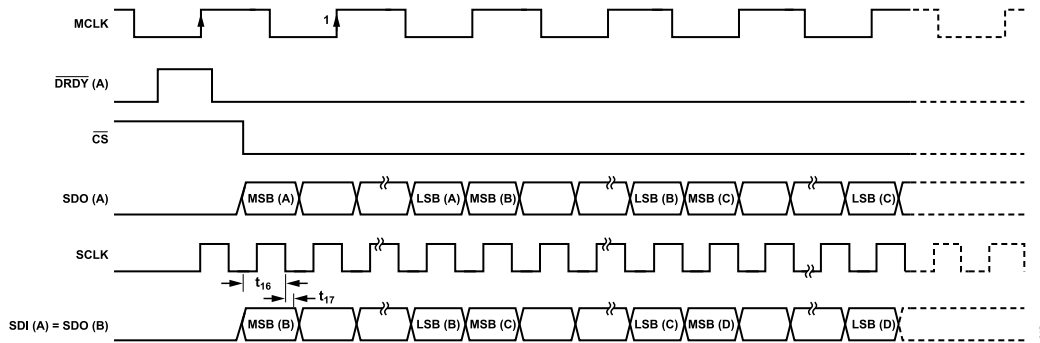 MCLK
1
DRDY (A)
CS
SDO (A) MSB (A) LSB (A) MSB (B) LSB (B) MSB (C) LSB (C)
SCLK
t16
t17
SDI (A) = SDO (B) MSB (B) LSB (B) MSB (C) LSB (C) MSB (D) LSB (D)